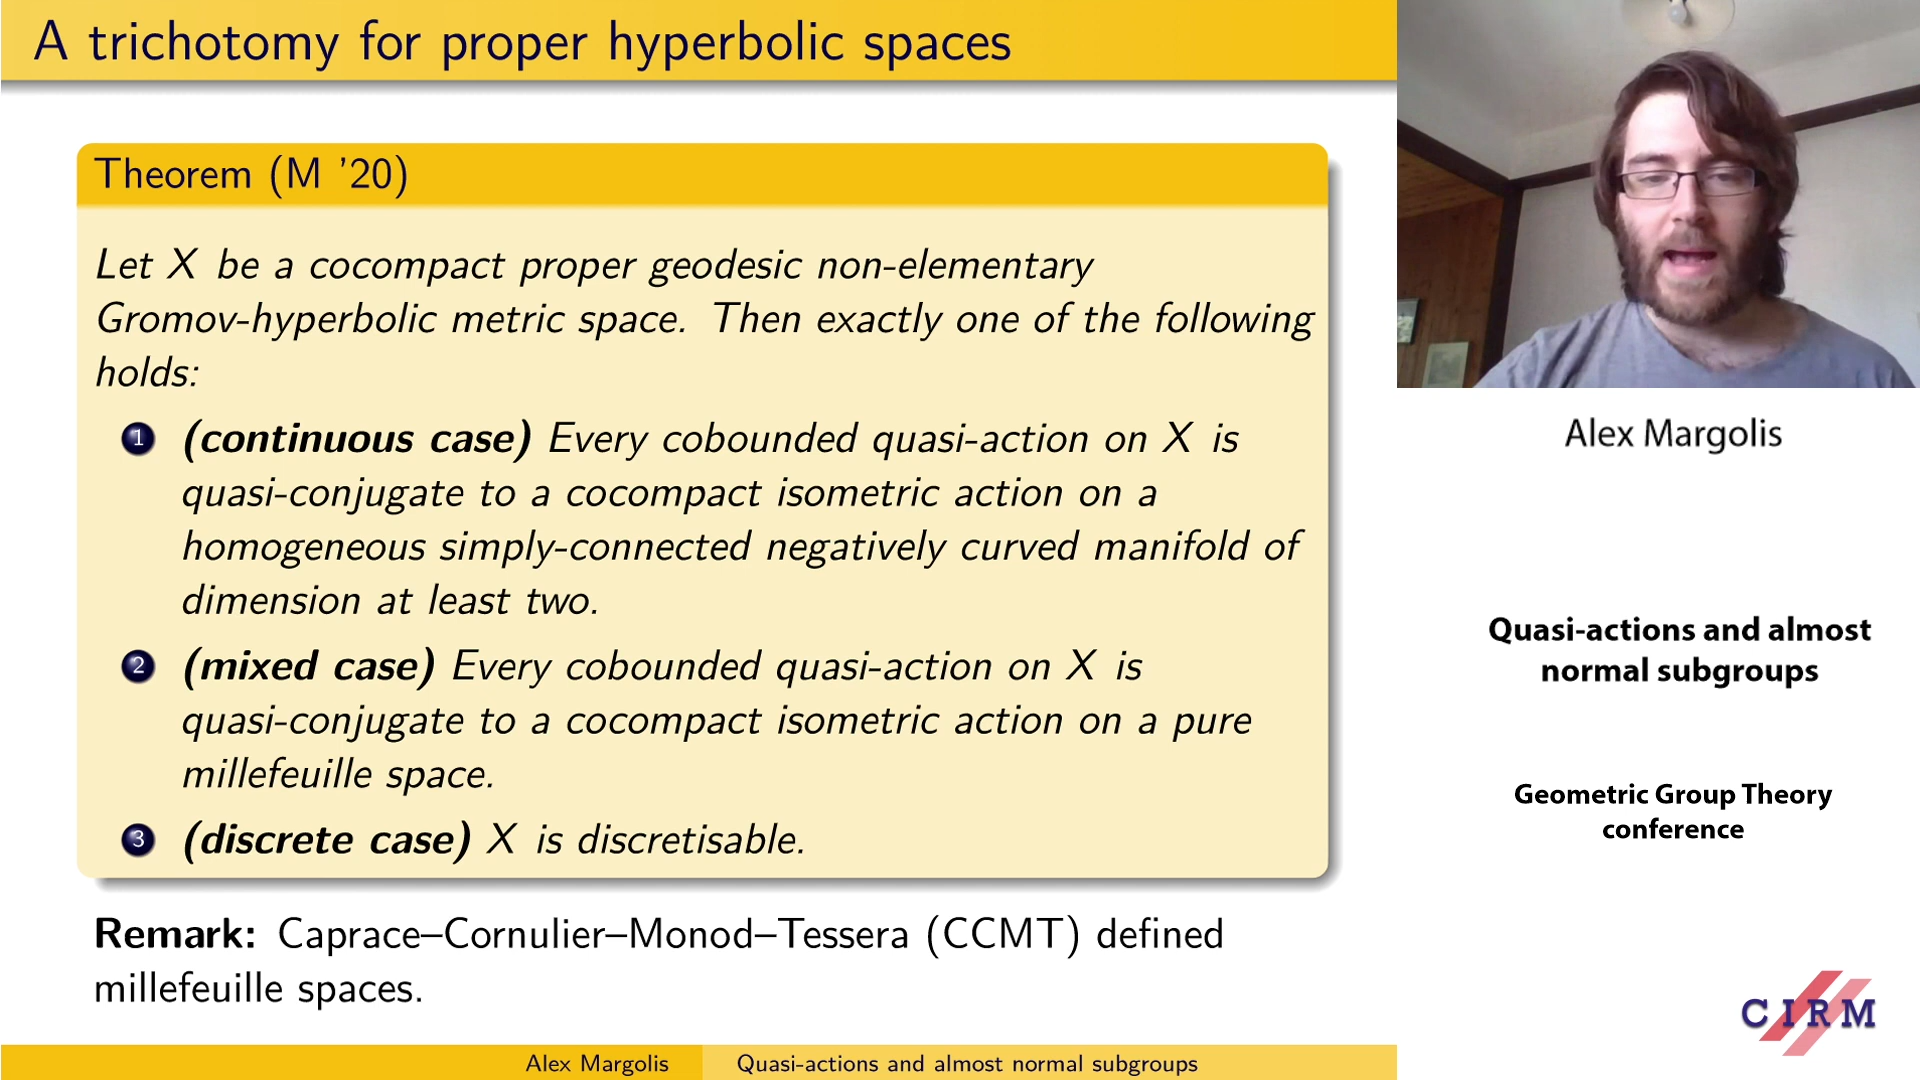 A trichotomy for proper hyperbolic spaces
Theorem (M '20)
Let X be a cocompact proper geodesic non-elementary
Gromov-hyperbolic metric space. Then exactly one of the following
holds:
1 (continuous case) Every cobounded quasi-action on X is
quasi-conjugate to a cocompact isometric action on a
homogeneous simply-connected negatively curved manifold of
dimension at least two.
2 (mixed case) Every cobounded quasi-action on X is
quasi-conjugate to a cocompact isometric action on a pure
millefeuille space.
3 (discrete case) X is discretisable.
Remark: Caprace–Cornulier–Monod–Tessera (CCMT) defined
millefeuille spaces.
Alex Margolis
Quasi-actions and almost normal subgroups
Alex Margolis
Quasi-actions and almost
normal subgroups
Geometric Group Theory
conference
CIRM